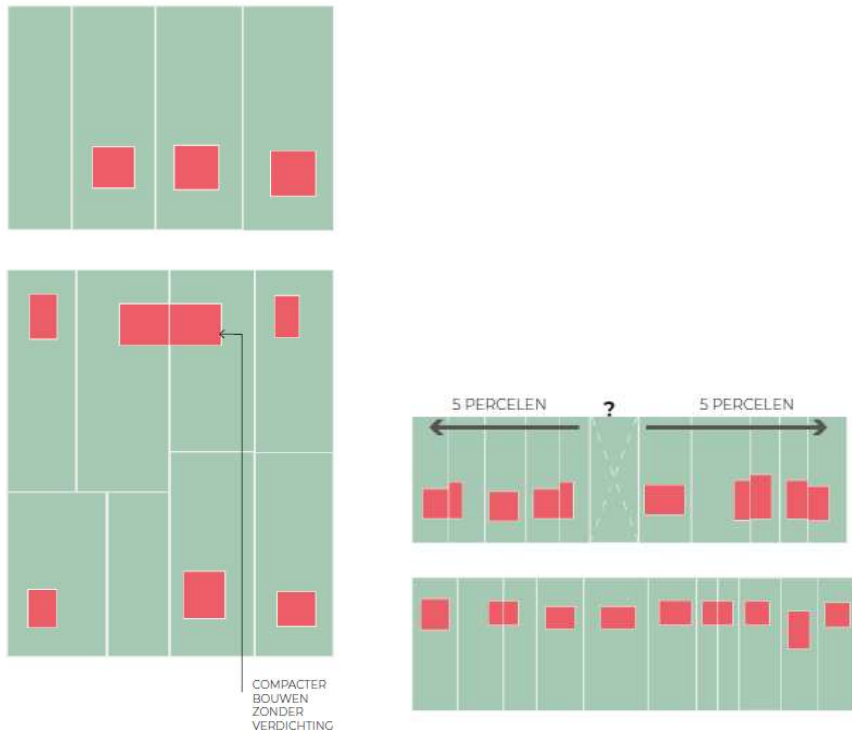 5 PERCELEN
?
5 PERCELEN
COMPACTER
BOUWEN
ZONDER
VERDICHTING